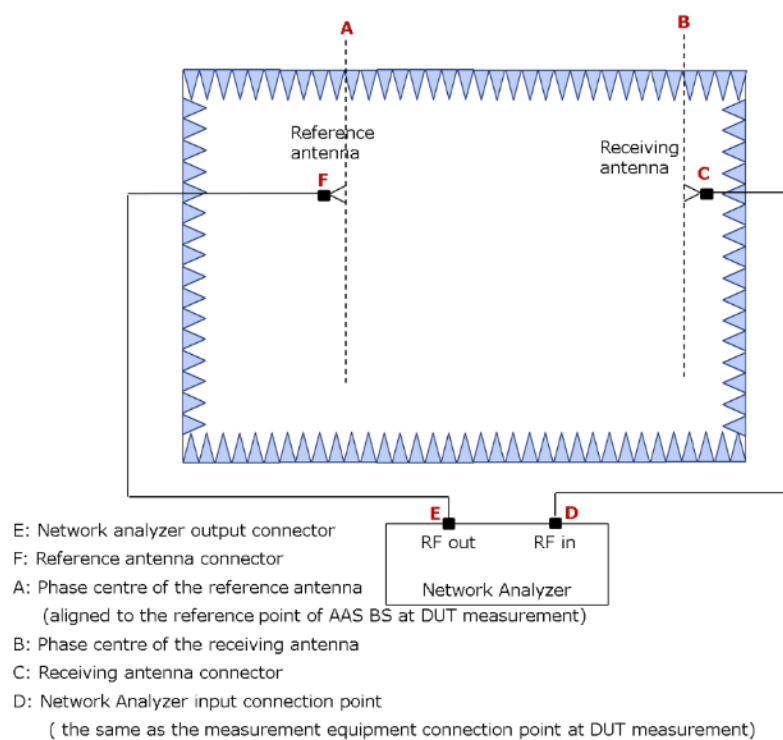 A
B
Reference
antenna
Receiving
antenna
F
C
E
D
RF out
RF in
Network Analyzer
E: Network analyzer output connector
F: Reference antenna connector
A: Phase centre of the reference antenna
(aligned to the reference point of AAS BS at DUT measurement)
B: Phase centre of the receiving antenna
C: Receiving antenna connector
D: Network Analyzer input connection point
( the same as the measurement equipment connection point at DUT measurement)